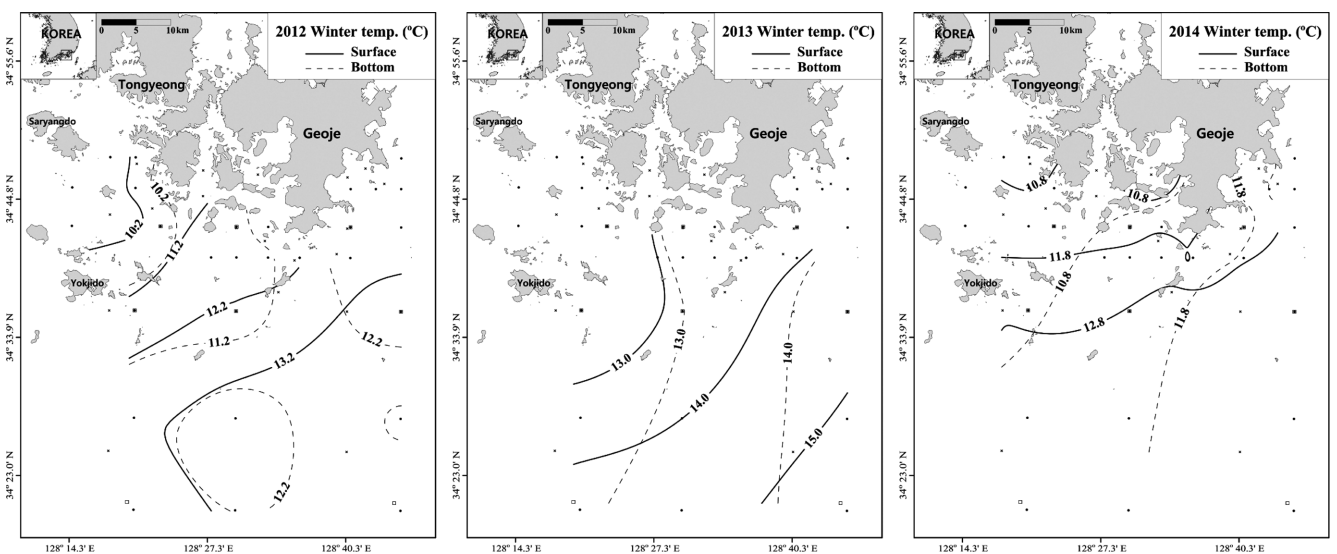 KOREA
0 5 10km
2012 Winter temp. (ºC)
Surface
Bottom
34° 55.6' N
34° 44.8' N
34° 33.9' N
34° 23.0' N
Tongyeong
Saryangdo
Geoje
Yokjido
10.2
10.2
11.2
12.2
11.2
13.2
12.2
12.2
128° 14.3' E
128° 27.3' E
128° 40.3' E
KOREA
0 5 10km
2013 Winter temp. (ºC)
Surface
Bottom
34° 55.6' N
34° 44.8' N
34° 33.9' N
34° 23.0' N
Tongyeong
Saryangdo
Geoje
Yokjido
13.0
13.0
14.0
14.0
15.0
128° 14.3' E
128° 27.3' E
128° 40.3' E
KOREA
0 5 10km
2014 Winter temp. (ºC)
Surface
Bottom
34° 55.6' N
34° 44.8' N
34° 33.9' N
34° 23.0' N
Tongyeong
Saryangdo
Geoje
Yokjido
10.8
10.8
11.8
11.8
10.8
12.8
11.8
128° 14.3' E
128° 27.3' E
128° 40.3' E